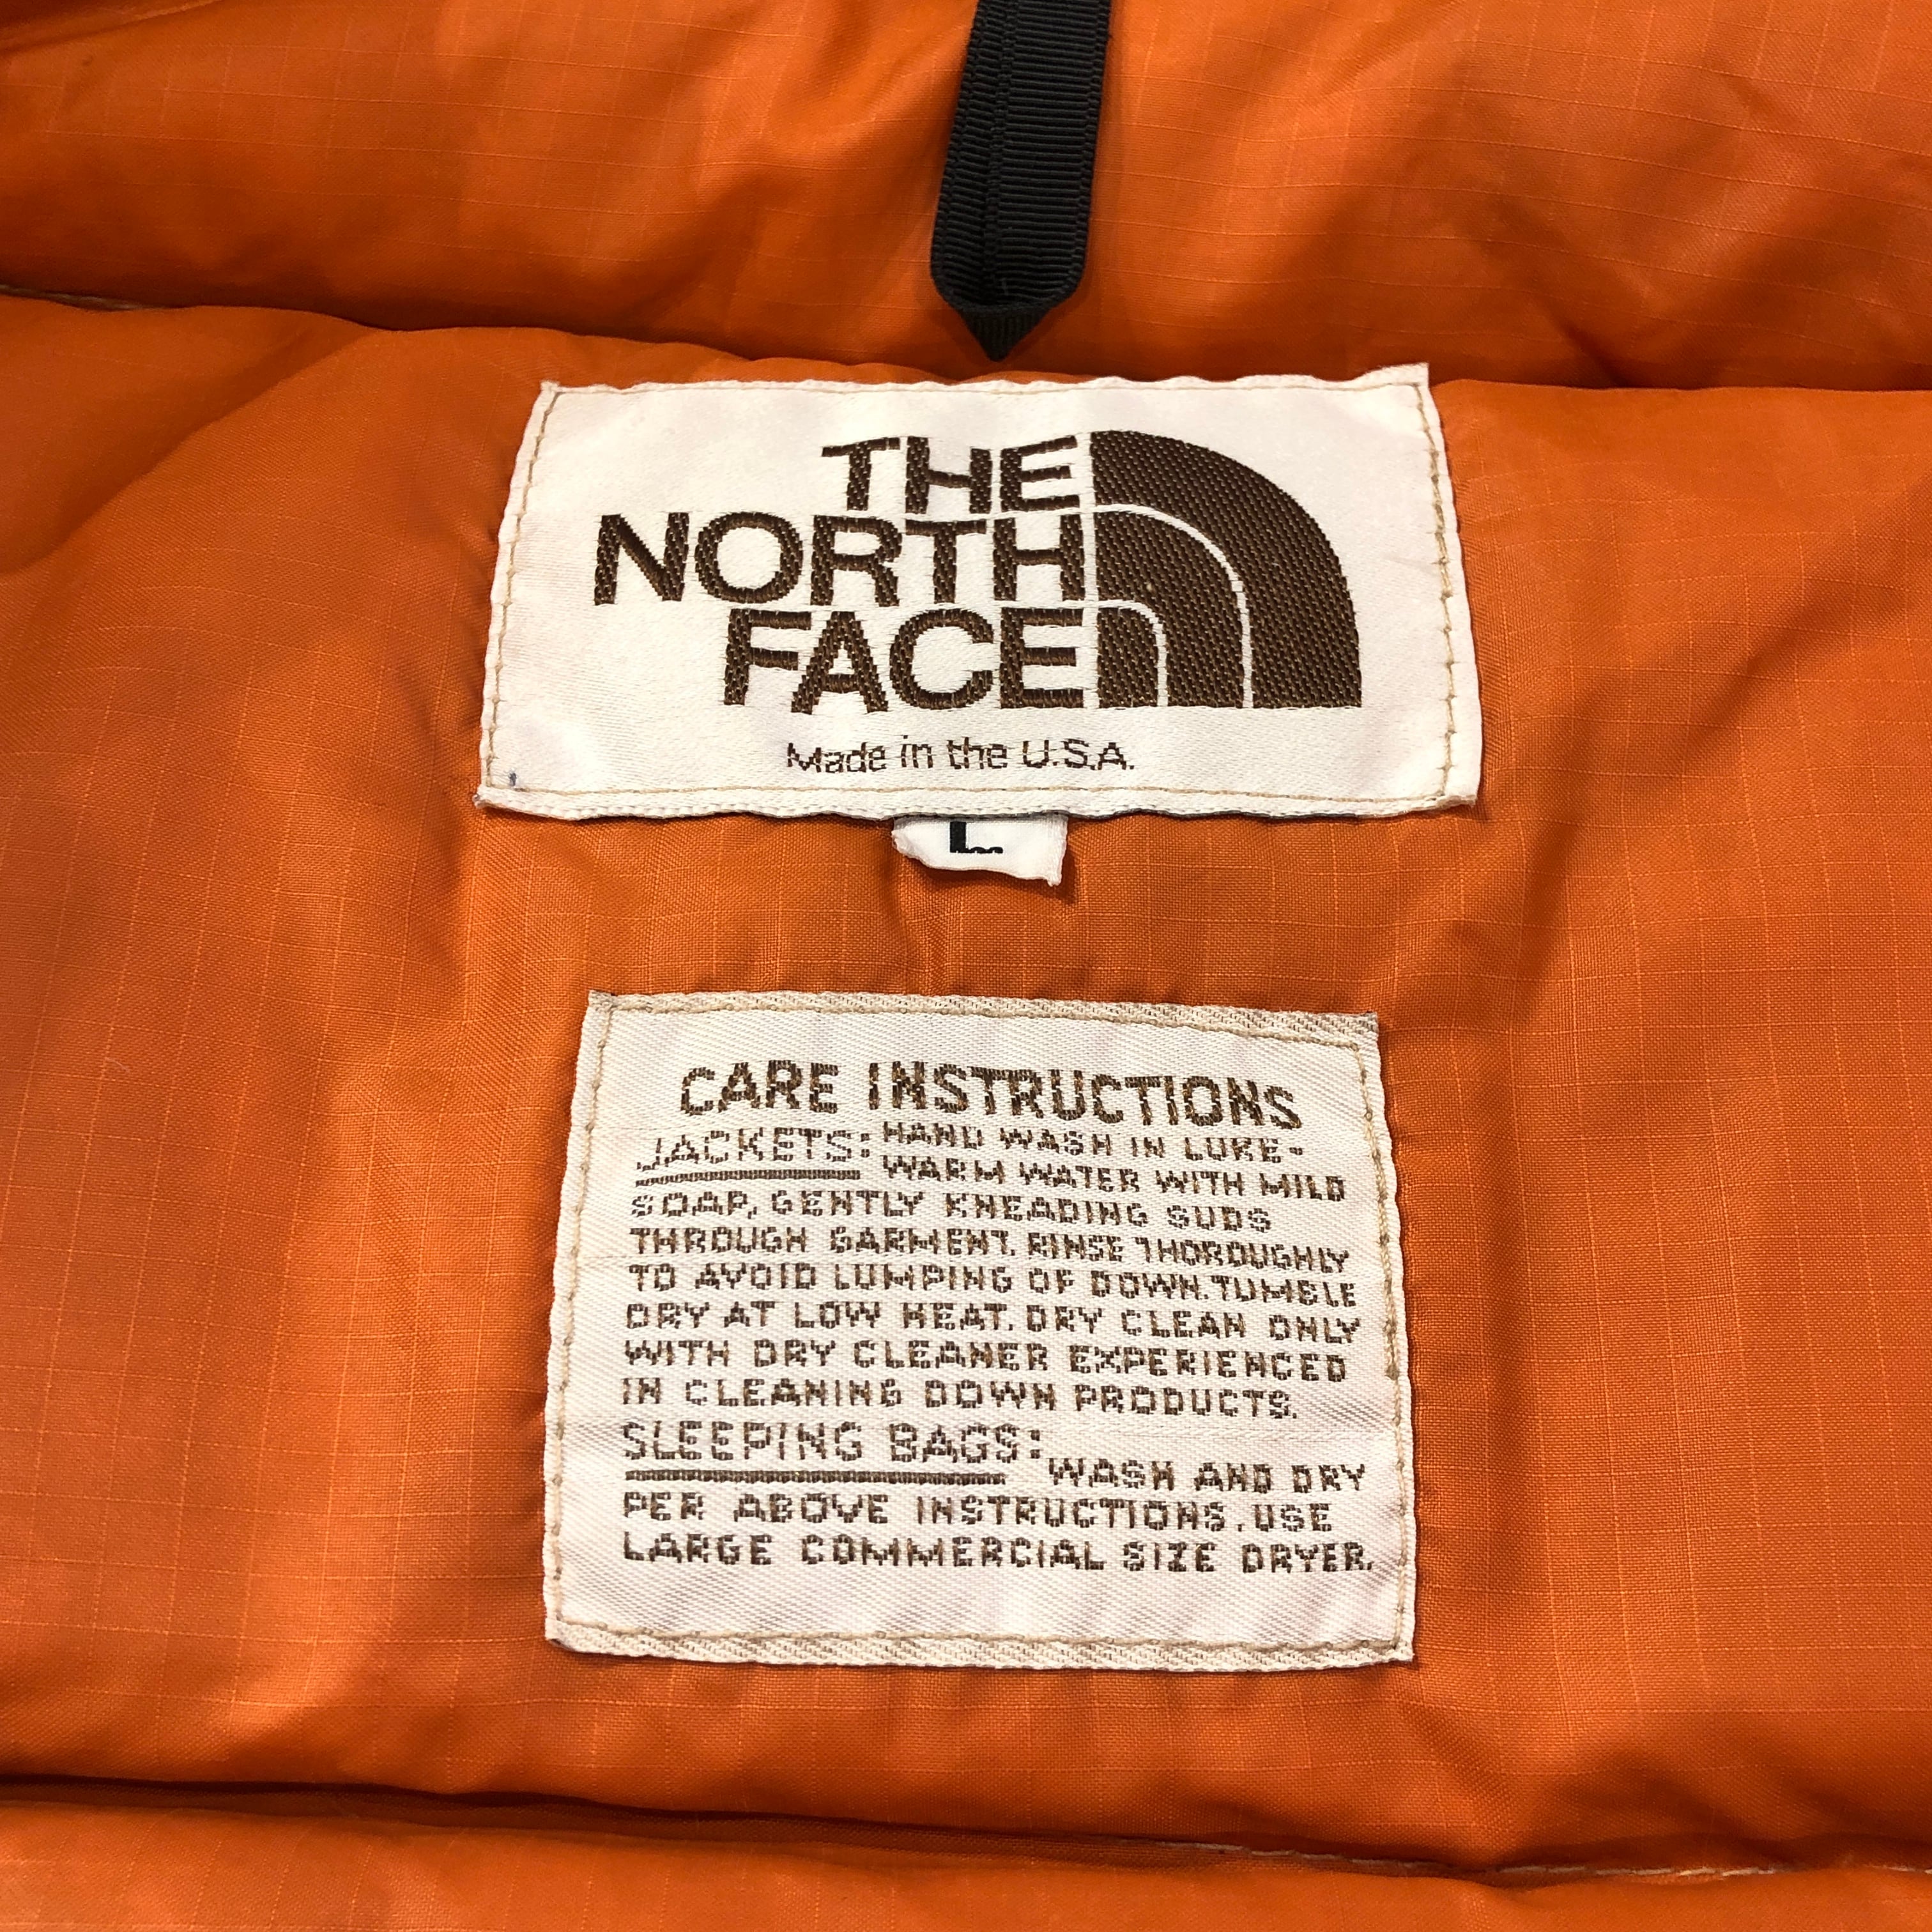 THE
NORTH
FACE
Made in the U.S.A.
L
CARE INSTRUCTIONS
JACKETS: HAND WASH IN LUKE-
WARM WATER WITH MILD
SOAP, GENTLY KNEADING SUDS
THROUGH GARMENT. RINSE THOROUGHLY
TO AVOID LUMPING OF DOWN. TUMBLE
DRY AT LOW HEAT. DRY CLEAN ONLY
WITH DRY CLEANER EXPERIENCED
IN CLEANING DOWN PRODUCTS.
SLEEPING BAGS: WASH AND DRY
PER ABOVE INSTRUCTIONS. USE
LARGE COMMERCIAL SIZE DRYER.